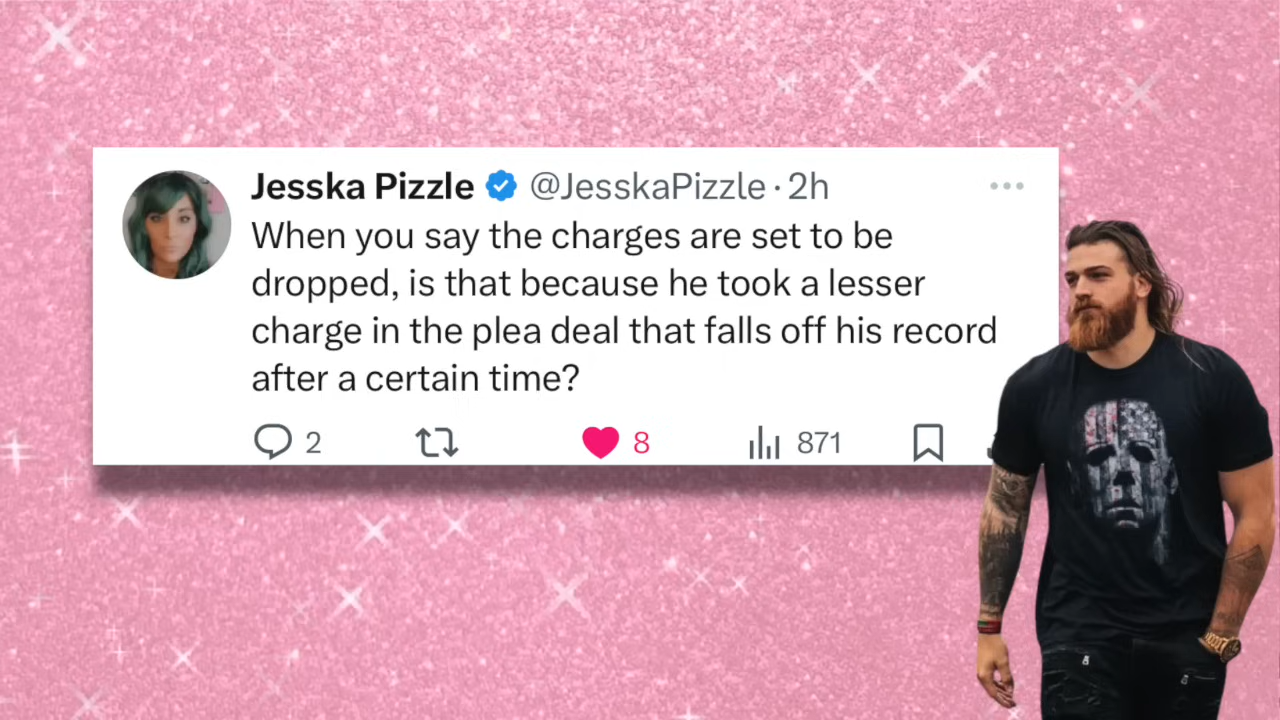 Jesska Pizzle @JesskaPizzle · 2h
When you say the charges are set to be
dropped, is that because he took a lesser
charge in the plea deal that falls off his record
after a certain time?
2 8 871